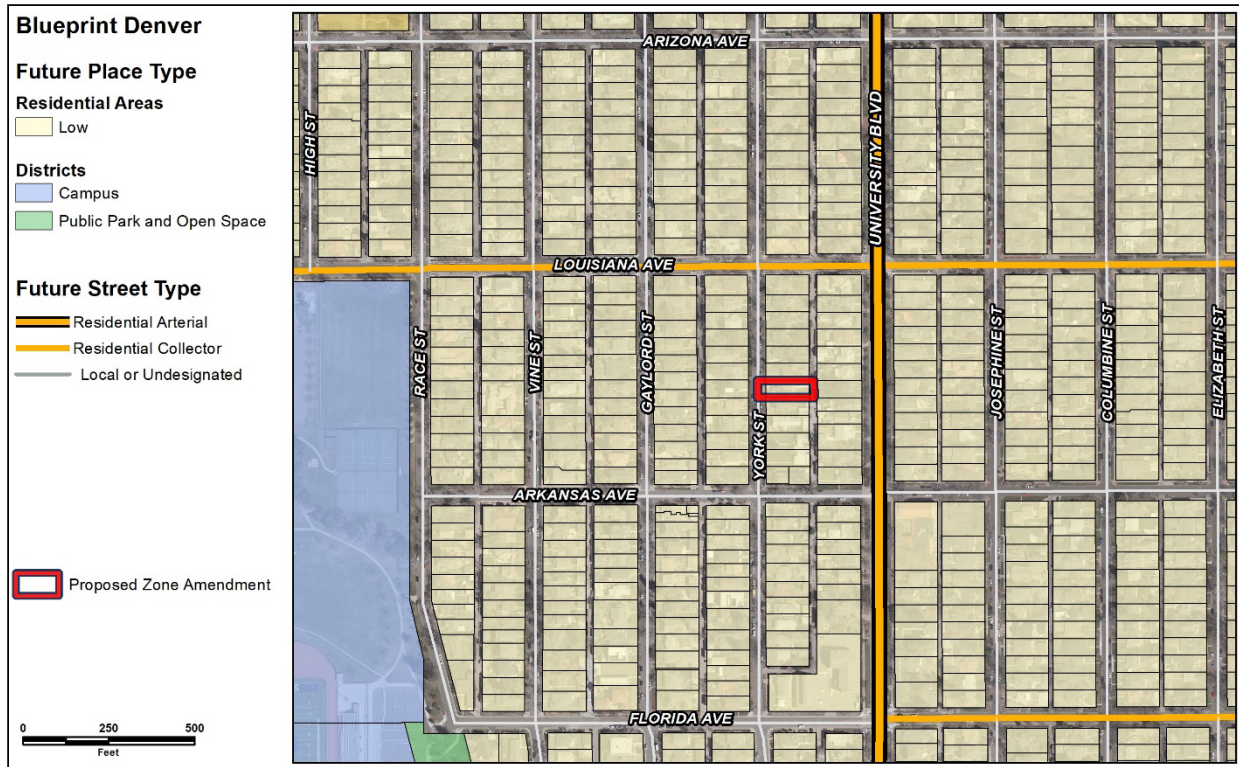 Blueprint Denver
Future Place Type
Residential Areas
Low
Districts
Campus
Public Park and Open Space
Future Street Type
Residential Arterial
Residential Collector
Local or Undesignated
Proposed Zone Amendment
0 250 500
Feet
ARIZONA AVE
HIGH ST
UNIVERSITY BLVD
LOUISIANA AVE
RACE ST
VINE ST
GAYLORD ST
YORK ST
JOSEPHINE ST
COLUMBINE ST
ELIZABETH ST
ARKANSAS AVE
FLORIDA AVE